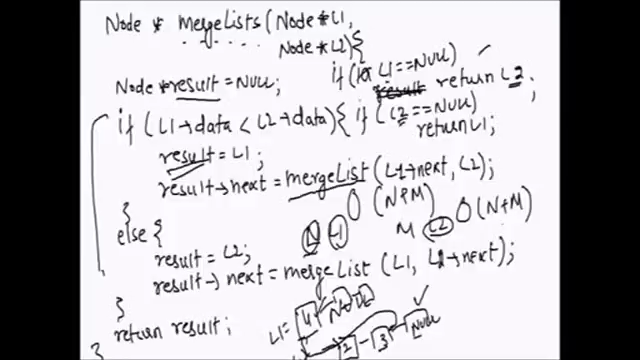 Node * mergeLists(Node*L1,
Node*L2){
if(L1==NULL)
return L2;
Node *result = NULL;
if (L1→data < L2→data){
if (L2==NULL)
return L1;
result = L1;
result→next = mergeList (L1→next, L2);
}
O (N+M)
else {
N L1
M L2 O(N+M)
result = L2;
result→next = mergeList (L1, L2→next);
}
return result;
L1= 4
2 - 3 - NULL
}